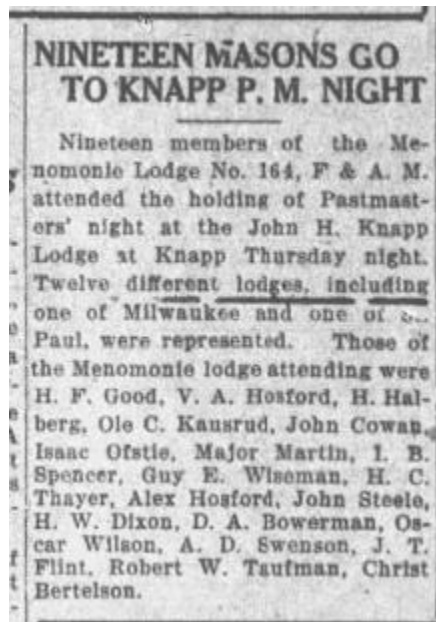 NINETEEN MASONS GO
TO KNAPP P. M. NIGHT
Nineteen members of the Me-
nomonie Lodge No. 164, F & A. M.
attended the holding of Pastmast-
ers' night at the John H. Knapp
Lodge at Knapp Thursday night.
Twelve different lodges, including
one of Milwaukee and one of
Paul, were represented. Those of
the Menomonie lodge attending were
H. F. Good, V. A. Hosford, H. Hal-
berg, Ole C. Kausrud, John Cowan,
Isaac Ofstie, Major Martin, I. B.
Spencer, Guy E. Wiseman, H. C.
Thayer, Alex Hosford, John Steele,
H. W. Dixon, D. A. Bowerman, Os-
car Wilson, A. D. Swenson, J. T.
Flint, Robert W. Taufman, Christ
Bertelson.